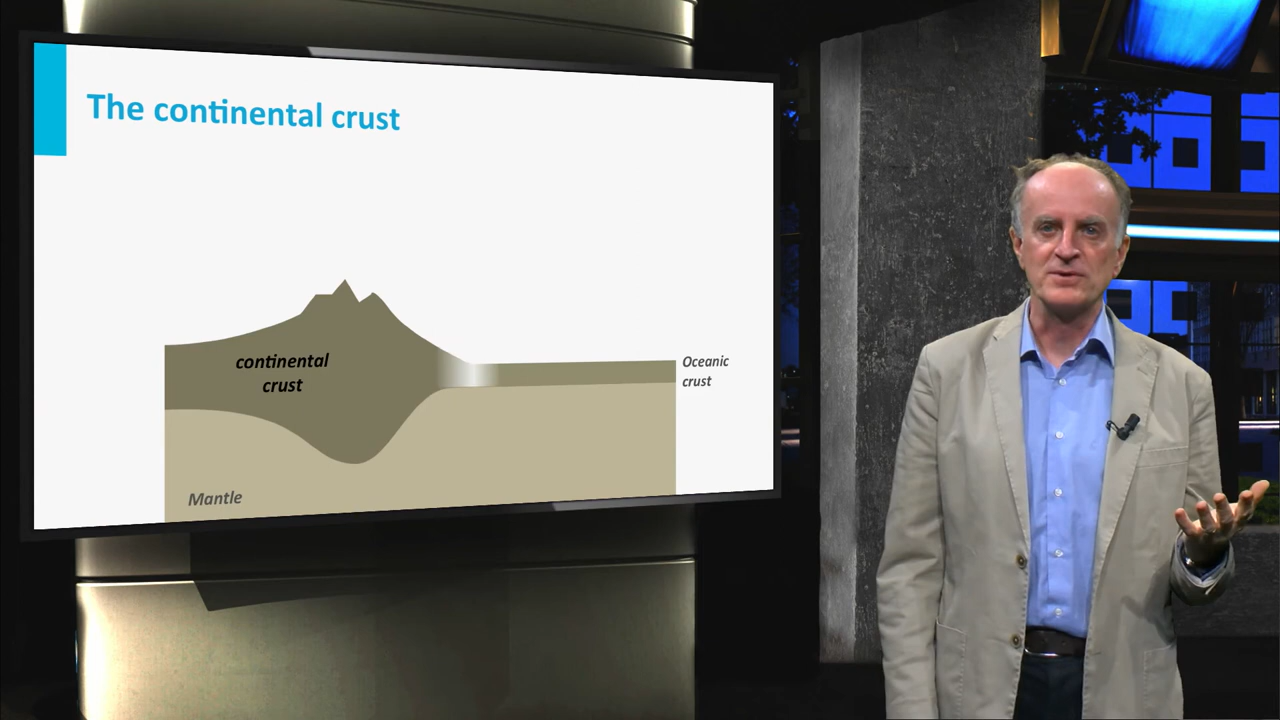 The continental crust
continental
crust
Oceanic
crust
Mantle